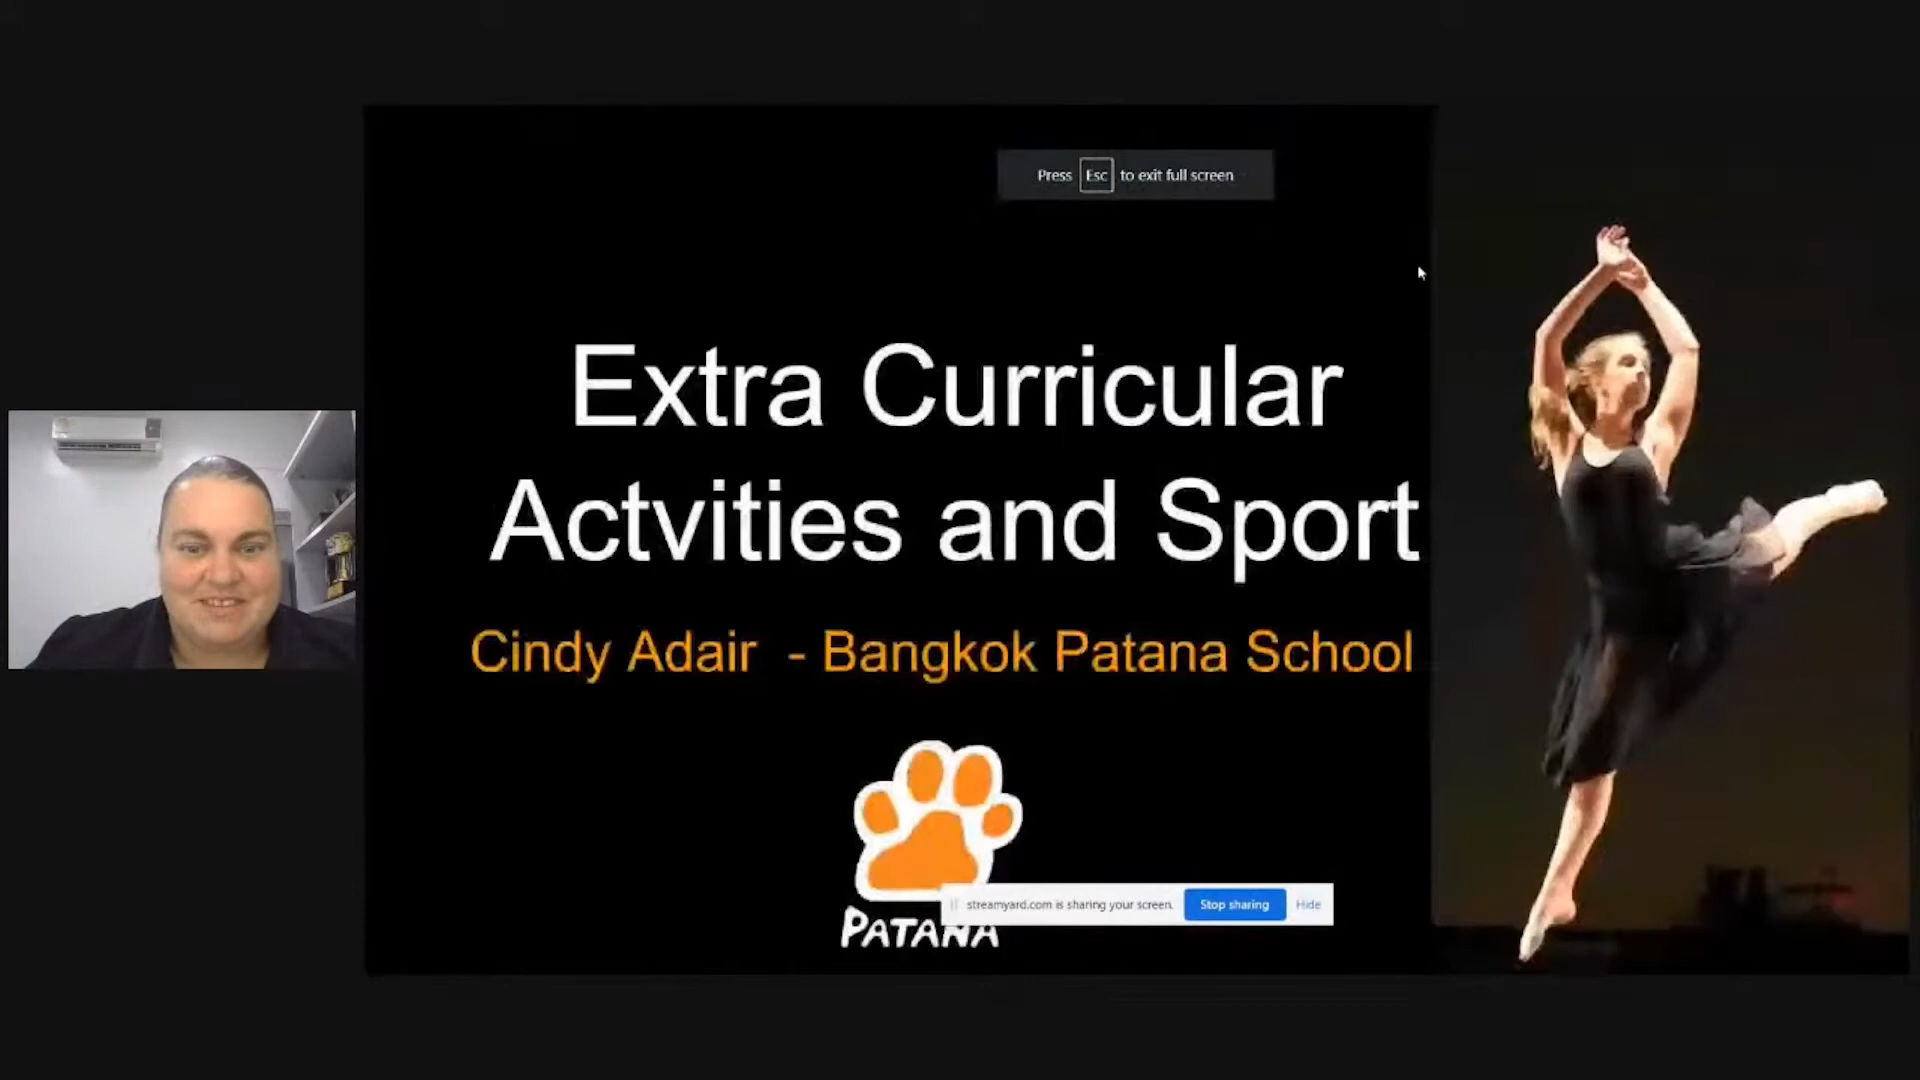 Press Esc to exit full screen
Extra Curricular
Actvities and Sport
Cindy Adair - Bangkok Patana School
streamyard.com is sharing your screen. Stop sharing Hide
PATANA